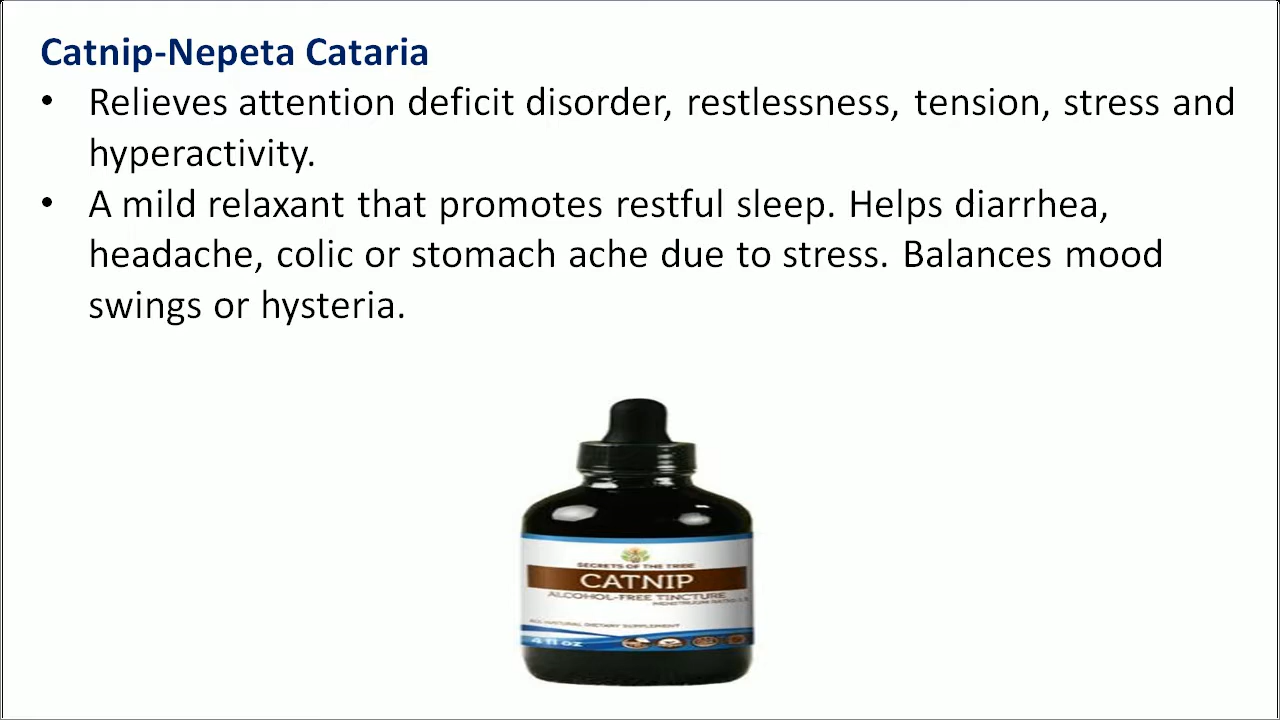 Catnip-Nepeta Cataria
• Relieves attention deficit disorder, restlessness, tension, stress and
hyperactivity.
• A mild relaxant that promotes restful sleep. Helps diarrhea,
headache, colic or stomach ache due to stress. Balances mood
swings or hysteria.
SECRETS OF THE TRIBE
CATNIP
ALCOHOL-FREE TINCTURE
MENSTRUUM RATIO
ALL-NATURAL DIETARY SUPPLEMENT
4 fl oz